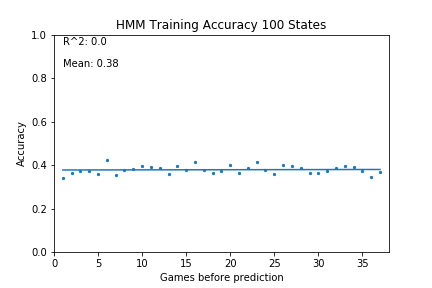 HMM Training Accuracy 100 States
R^2: 0.0
Mean: 0.38
1.0
0.8
0.6
0.4
0.2
0.0
Accuracy
0 5 10 15 20 25 30 35
Games before prediction